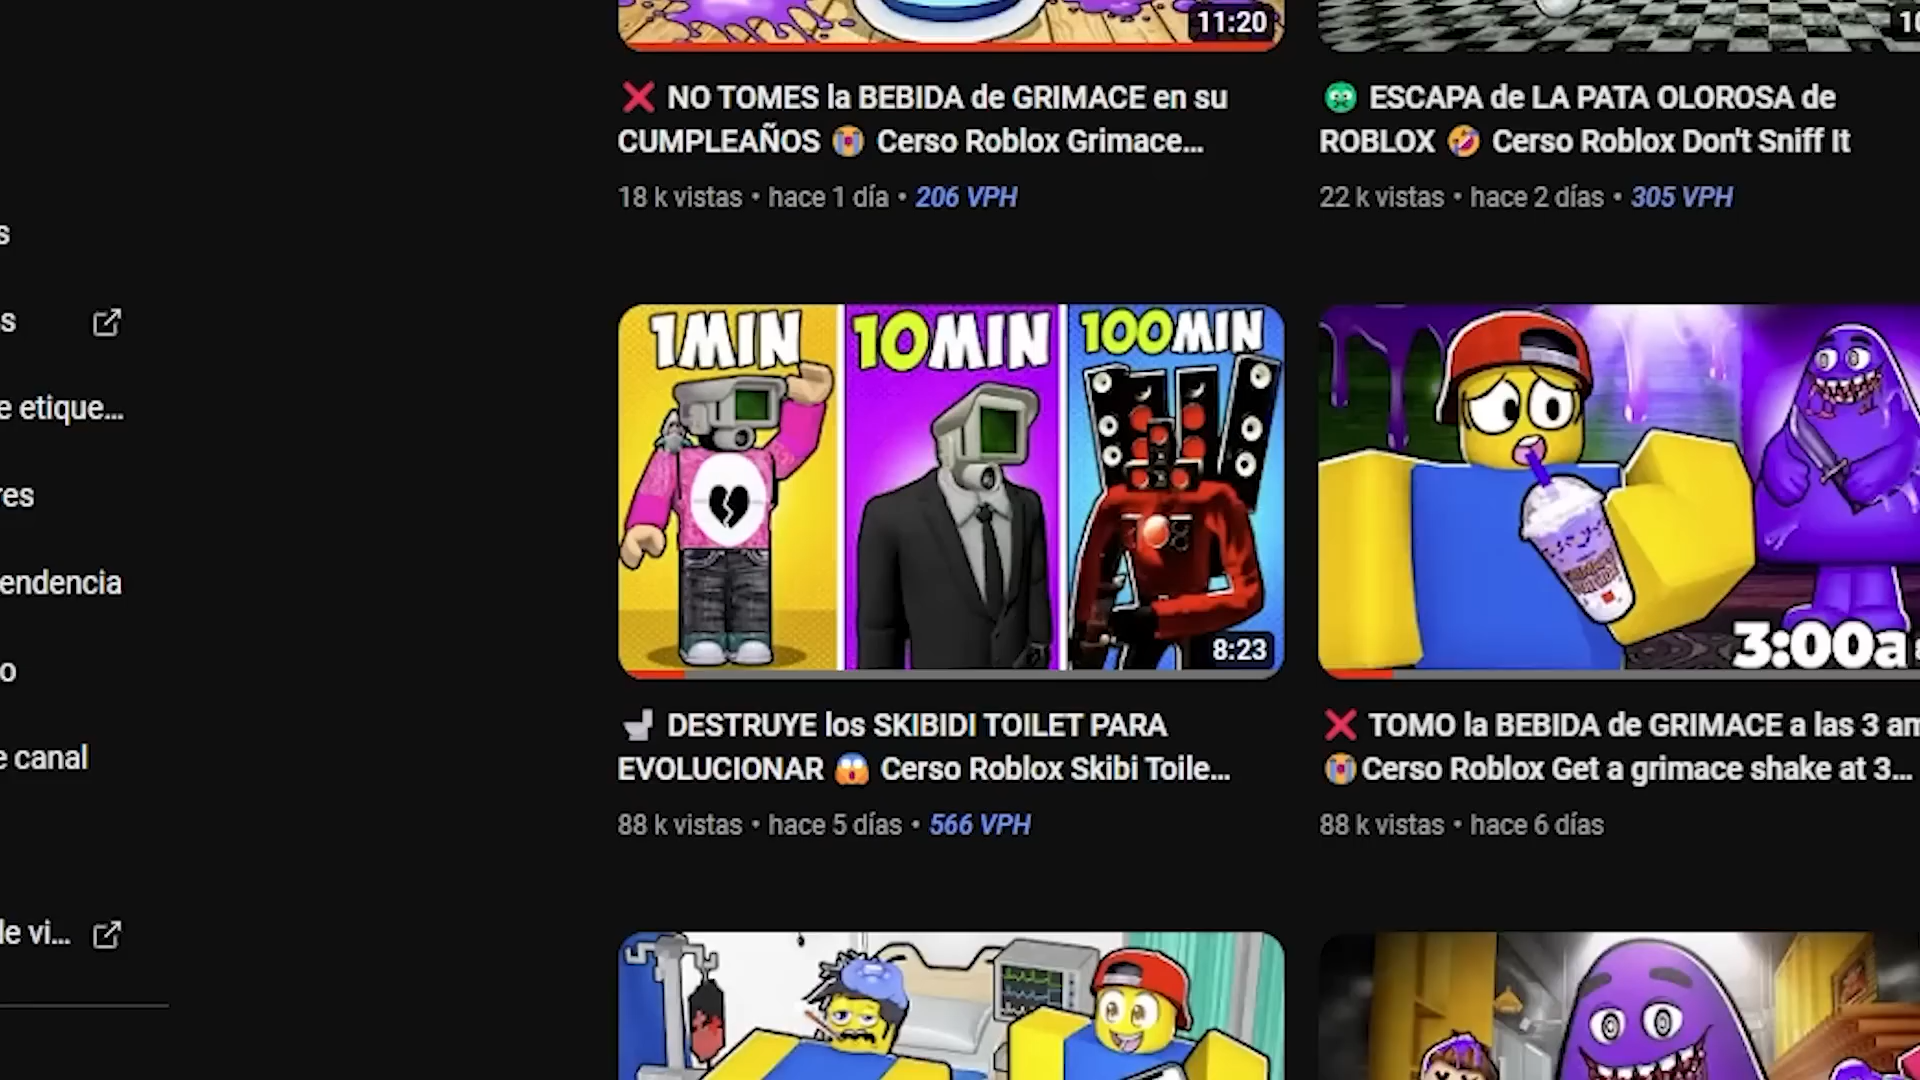 11:20
10
❌ NO TOMES la BEBIDA de GRIMACE en su
CUMPLEAÑOS 😭 Cerso Roblox Grimace...
18 k vistas • hace 1 día • 206 VPH
🤢 ESCAPA de LA PATA OLOROSA de
ROBLOX 🤣 Cerso Roblox Don't Sniff It
22 k vistas • hace 2 días • 305 VPH
s
s
e etique...
res
endencia
o
e canal
le vi...
1MIN
10MIN
100MIN
8:23
3:00a
🚽 DESTRUYE los SKIBIDI TOILET PARA
EVOLUCIONAR 😱 Cerso Roblox Skibi Toile...
88 k vistas • hace 5 días • 566 VPH
❌ TOMO la BEBIDA de GRIMACE a las 3 am
😭Cerso Roblox Get a grimace shake at 3...
88 k vistas • hace 6 días